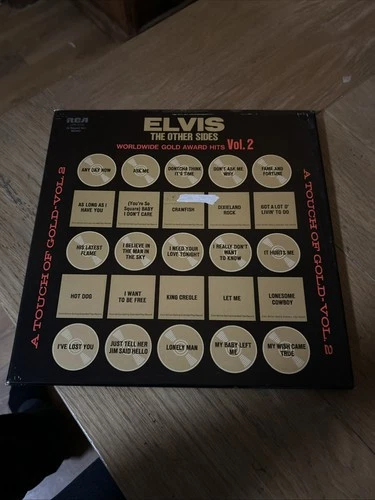 RCA
ELVIS
THE OTHER SIDES
WORLDWIDE GOLD AWARD HITS Vol. 2
A TOUCH OF GOLD-VOL. 2
A TOUCH OF GOLD-VOL. 2
ANY DAY NOW
ASK ME
DONTCHA THINK
IT'S TIME
DON'T ASK ME
WHY
FAME AND
FORTUNE
AS LONG AS I
HAVE YOU
(You're So
Square) BABY
I DON'T CARE
CRAWFISH
DIXIELAND
ROCK
GOT A LOT O'
LIVIN' TO DO
HIS LATEST
FLAME
I BELIEVE IN
THE MAN IN
THE SKY
I NEED YOUR
LOVE TONIGHT
I REALLY DON'T
WANT
TO KNOW
IT HURTS ME
HOT DOG
I WANT
TO BE FREE
KING CREOLE
LET ME
LONESOME
COWBOY
I'VE LOST YOU
JUST TELL HER
JIM SAID HELLO
LONELY MAN
MY BABY LEFT
ME
MY WISH CAME
TRUE